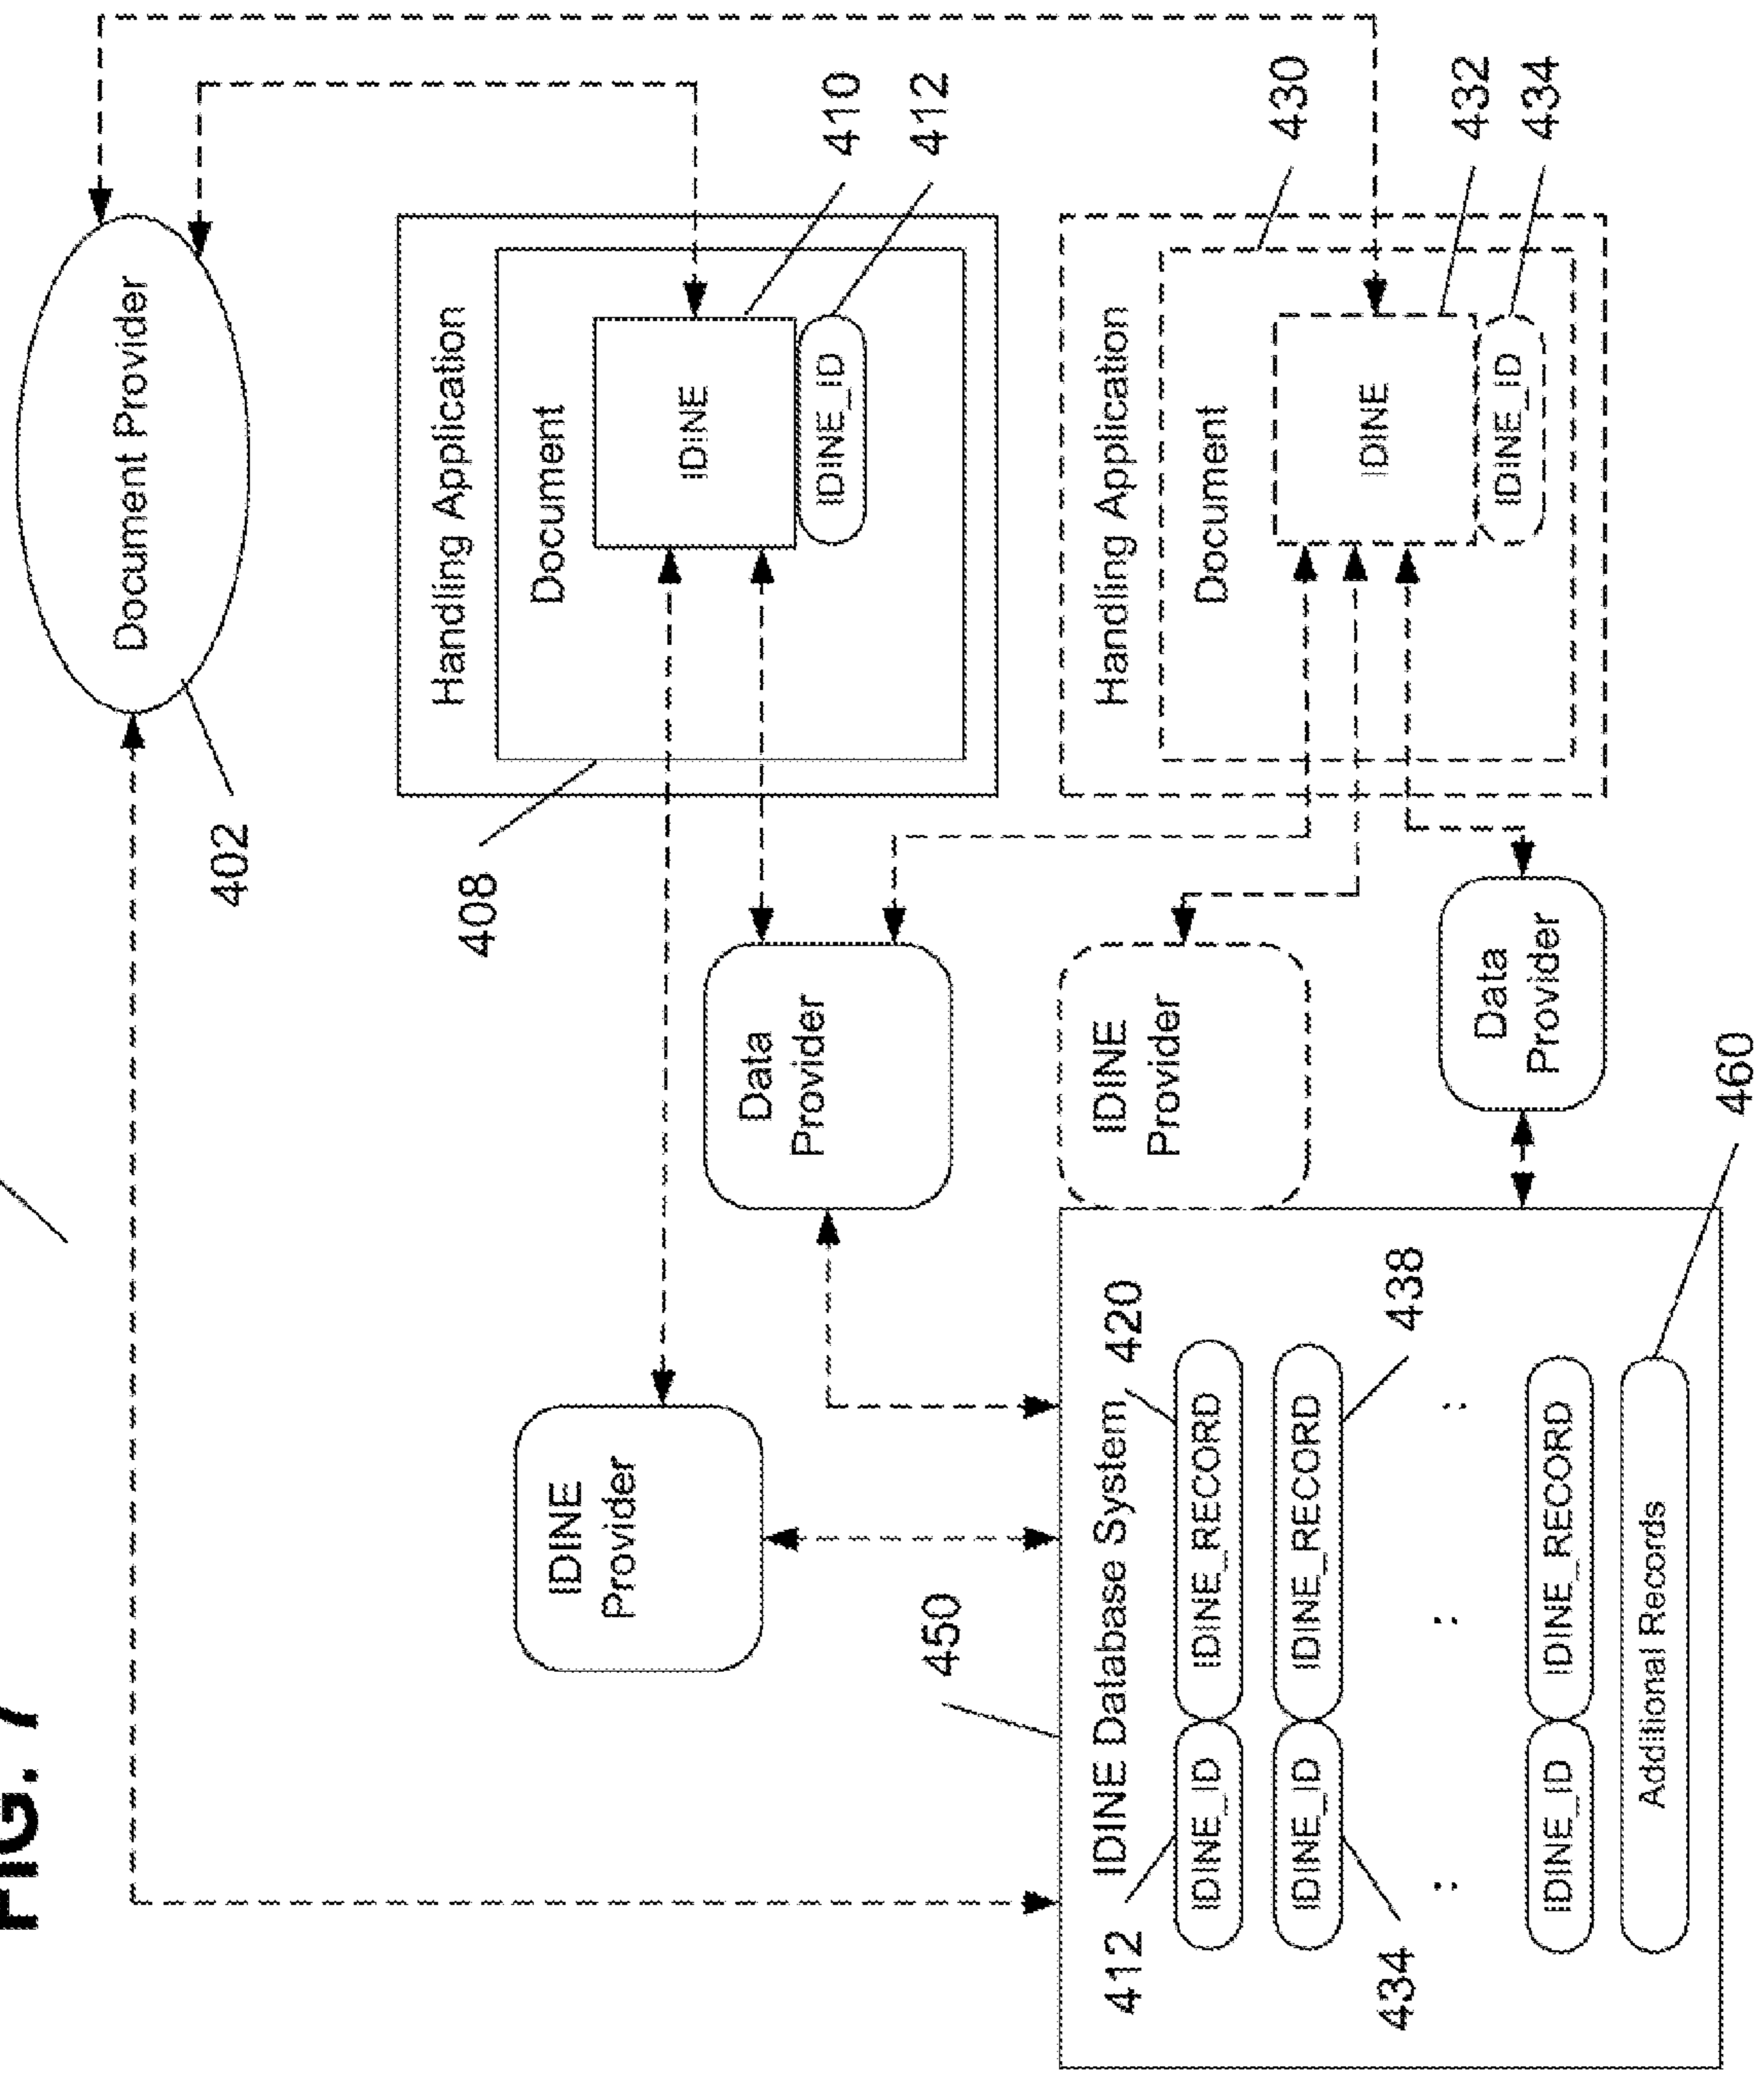 FIG. 7
Document Provider
402
Handling Application
Document
IDINE
IDINE_ID
408
410
412
IDINE
Provider
Data
Provider
IDINE
Provider
Data
Provider
Handling Application
Document
IDINE
IDINE_ID
430
432
434
450
IDINE Database System
412
420
IDINE_ID
IDINE_RECORD
IDINE_ID
IDINE_RECORD
434
438
:
:
:
IDINE_ID
IDINE_RECORD
Additional Records
460